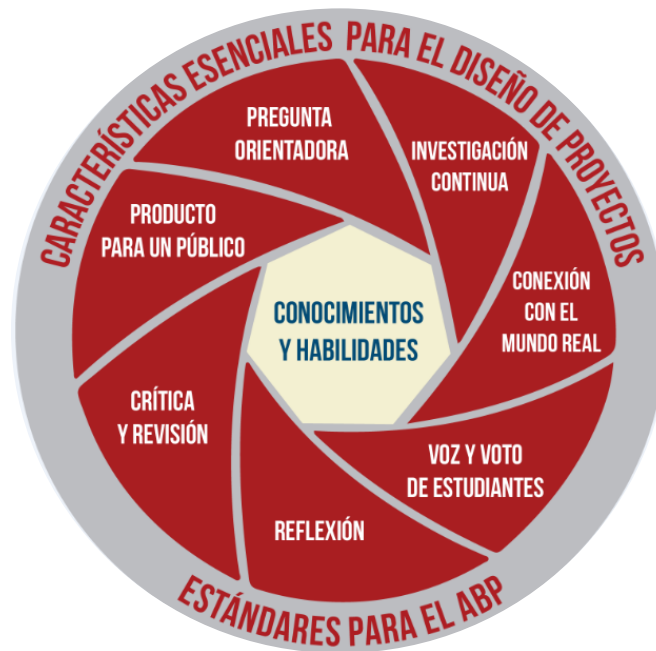 CARACTERÍSTICAS ESENCIALES PARA EL DISEÑO DE PROYECTOS
PREGUNTA
ORIENTADORA
INVESTIGACIÓN
CONTINUA
CONEXIÓN
CON EL
MUNDO REAL
VOZ Y VOTO
DE ESTUDIANTES
REFLEXIÓN
CRÍTICA
Y REVISIÓN
PRODUCTO
PARA UN PÚBLICO
CONOCIMIENTOS
Y HABILIDADES
ESTÁNDARES PARA EL ABP